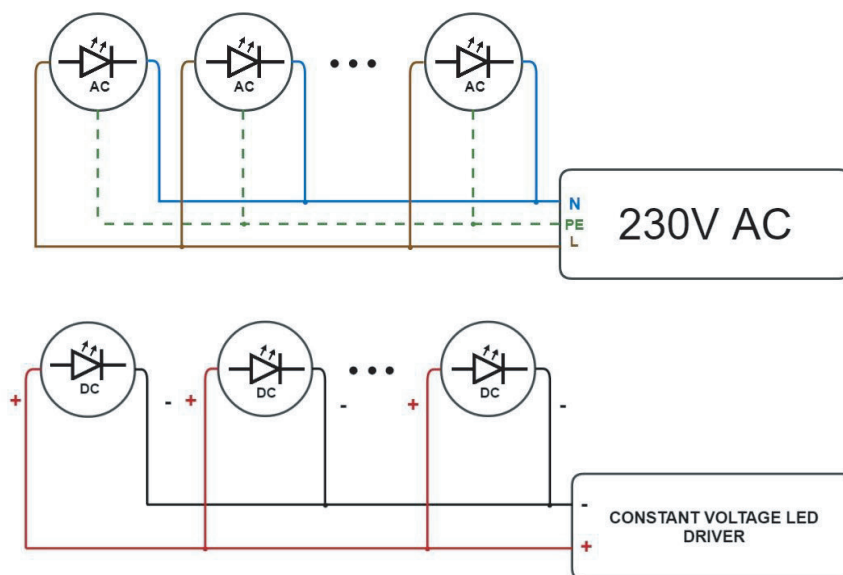 AC
AC
AC
N
PE
L
230V AC
DC
DC
DC
+
-
+
-
+
-
-
+
CONSTANT VOLTAGE LED
DRIVER